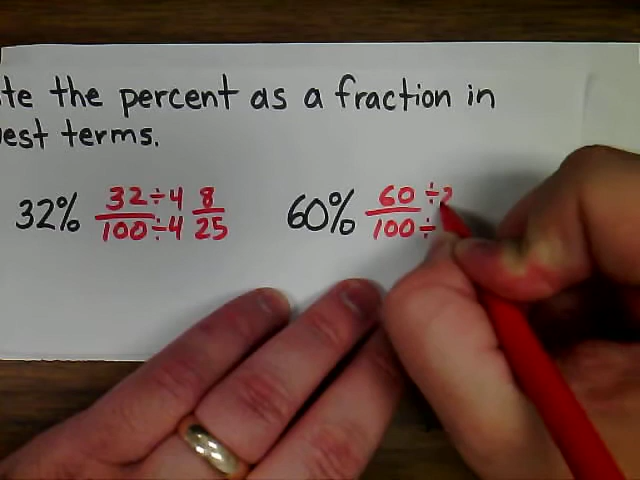 te the percent as a fraction in
est terms.
32% 32÷4 8 60% 60÷
100÷4 25 100÷